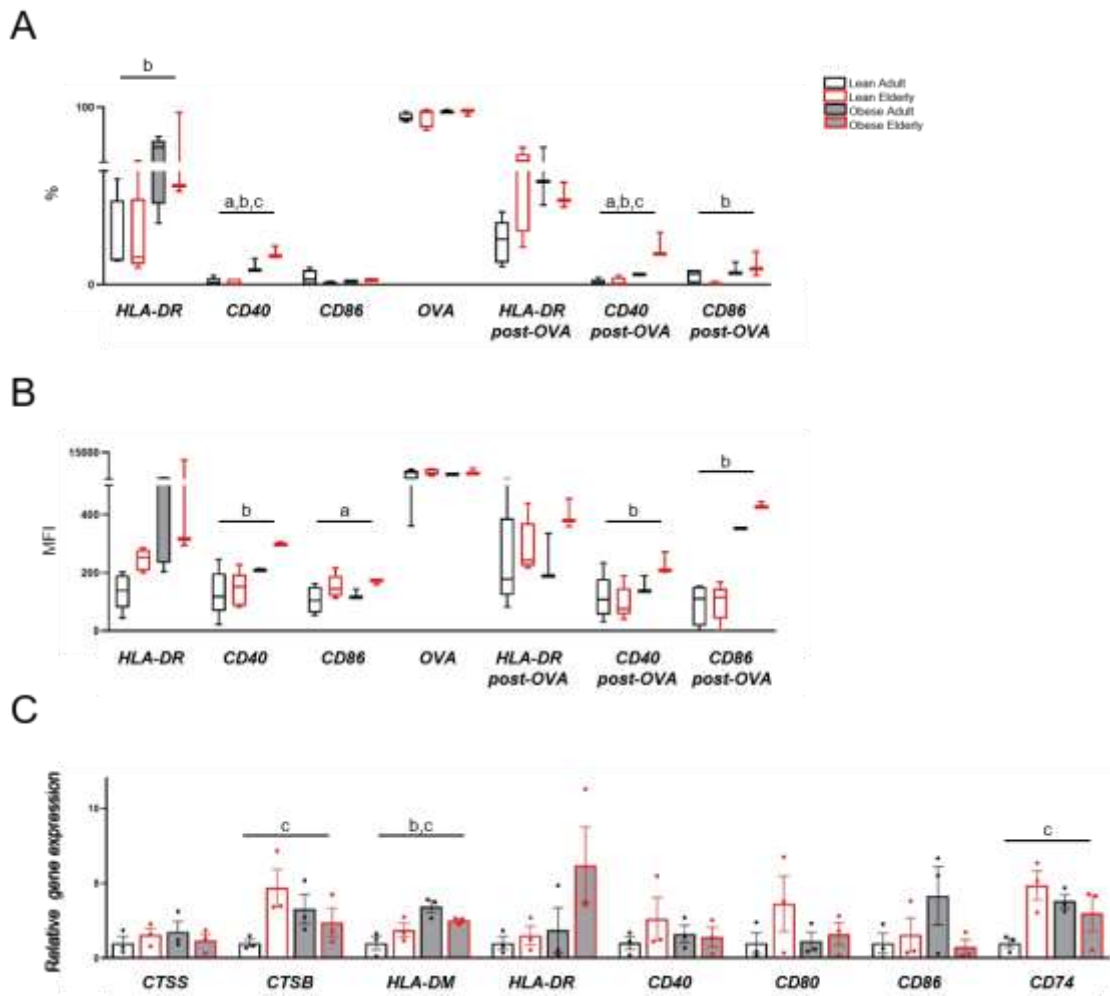 A
b
Lean Adult
Lean Elderly
Obese Adult
Obese Elderly
100
%
a,b,c
a,b,c
b
0
HLA-DR CD40 CD86 OVA HLA-DR CD40 CD86
post-OVA post-OVA post-OVA
B
15000
b
MFI
400
b
a
b
200
0
HLA-DR CD40 CD86 OVA HLA-DR CD40 CD86
post-OVA post-OVA post-OVA
C
Relative gene expression
10
c
b,c
c
5
0
CTSS CTSB HLA-DM HLA-DR CD40 CD80 CD86 CD74